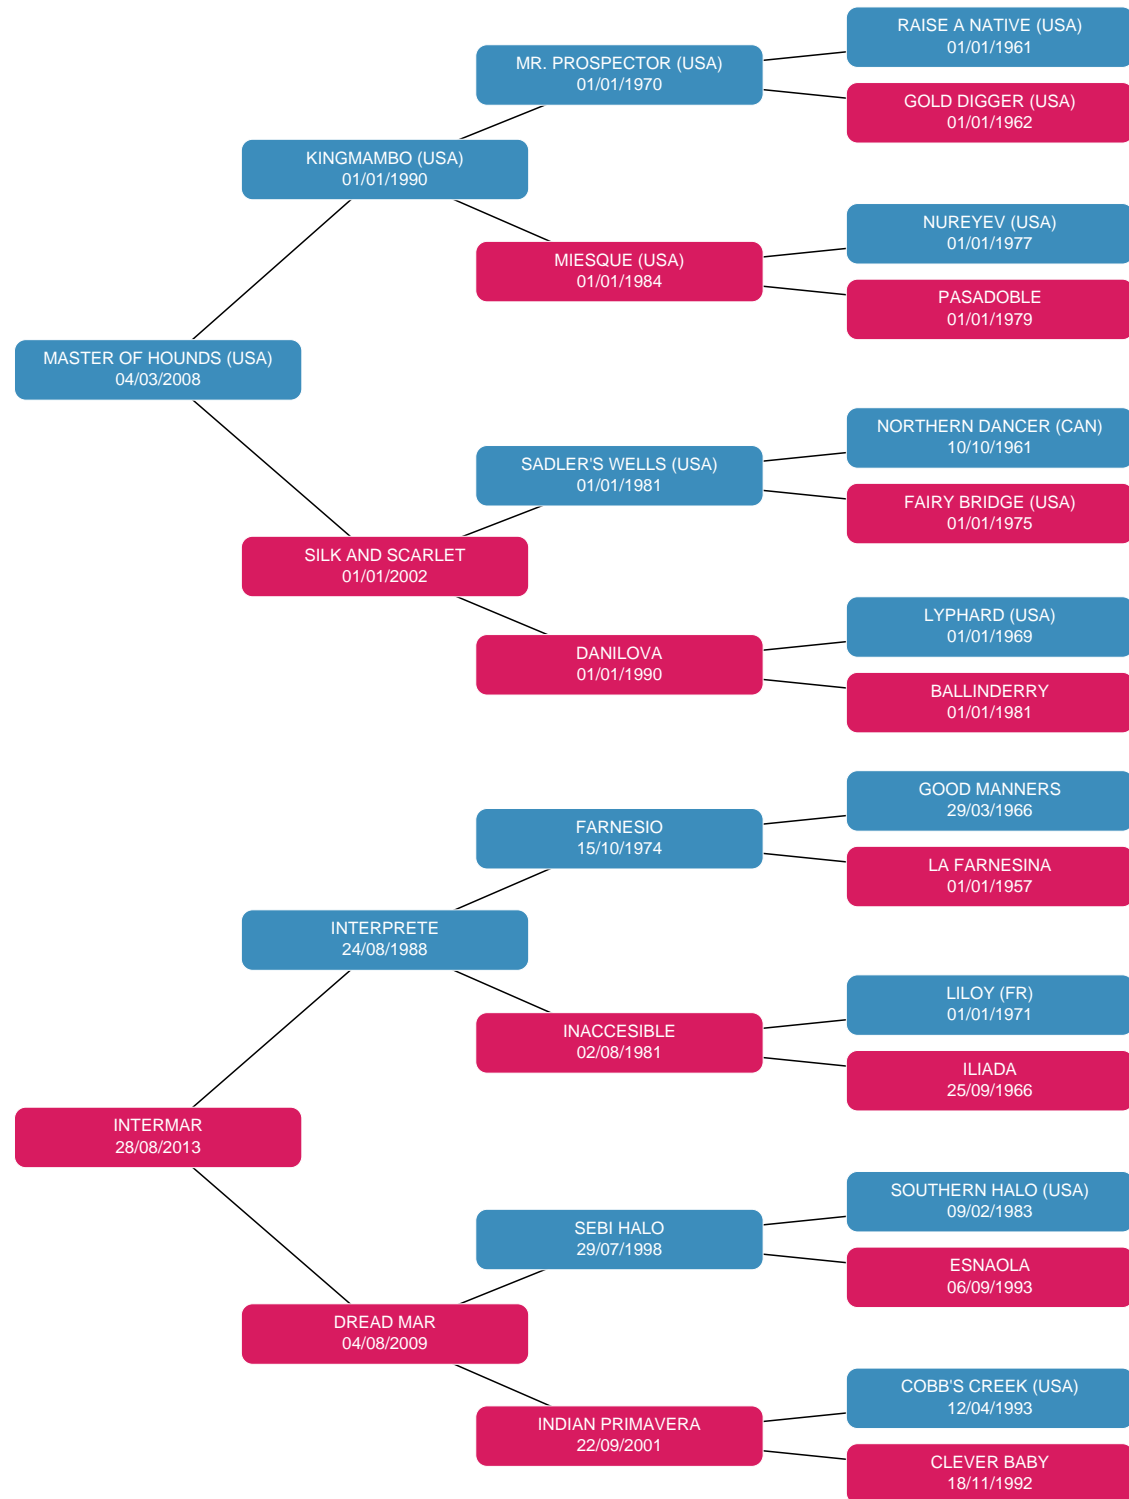 RAISE A NATIVE (USA)
01/01/1961
MR. PROSPECTOR (USA)
01/01/1970
GOLD DIGGER (USA)
01/01/1962
KINGMAMBO (USA)
01/01/1990
NUREYEV (USA)
01/01/1977
MIESQUE (USA)
01/01/1984
PASADOBLE
01/01/1979
MASTER OF HOUNDS (USA)
04/03/2008
NORTHERN DANCER (CAN)
10/10/1961
SADLER'S WELLS (USA)
01/01/1981
FAIRY BRIDGE (USA)
01/01/1975
SILK AND SCARLET
01/01/2002
LYPHARD (USA)
01/01/1969
DANILOVA
01/01/1990
BALLINDERRY
01/01/1981
GOOD MANNERS
29/03/1966
FARNESIO
15/10/1974
LA FARNESINA
01/01/1957
INTERPRETE
24/08/1988
LILOY (FR)
01/01/1971
INACCESIBLE
02/08/1981
ILIADA
25/09/1966
INTERMAR
28/08/2013
SOUTHERN HALO (USA)
09/02/1983
SEBI HALO
29/07/1998
ESNAOLA
06/09/1993
DREAD MAR
04/08/2009
COBB'S CREEK (USA)
12/04/1993
INDIAN PRIMAVERA
22/09/2001
CLEVER BABY
18/11/1992